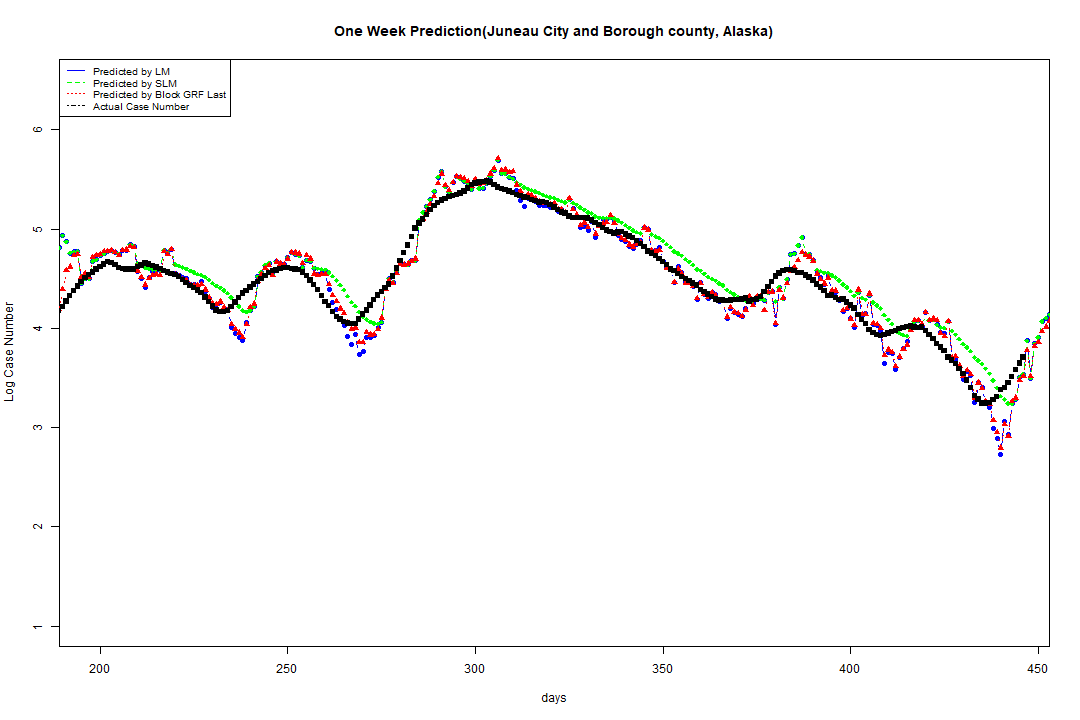 One Week Prediction(Juneau City and Borough county, Alaska)
Predicted by LM
Predicted by SLM
Predicted by Block GRF Last
Actual Case Number
Log Case Number
6
5
4
3
2
1
200 250 300 350 400 450
days